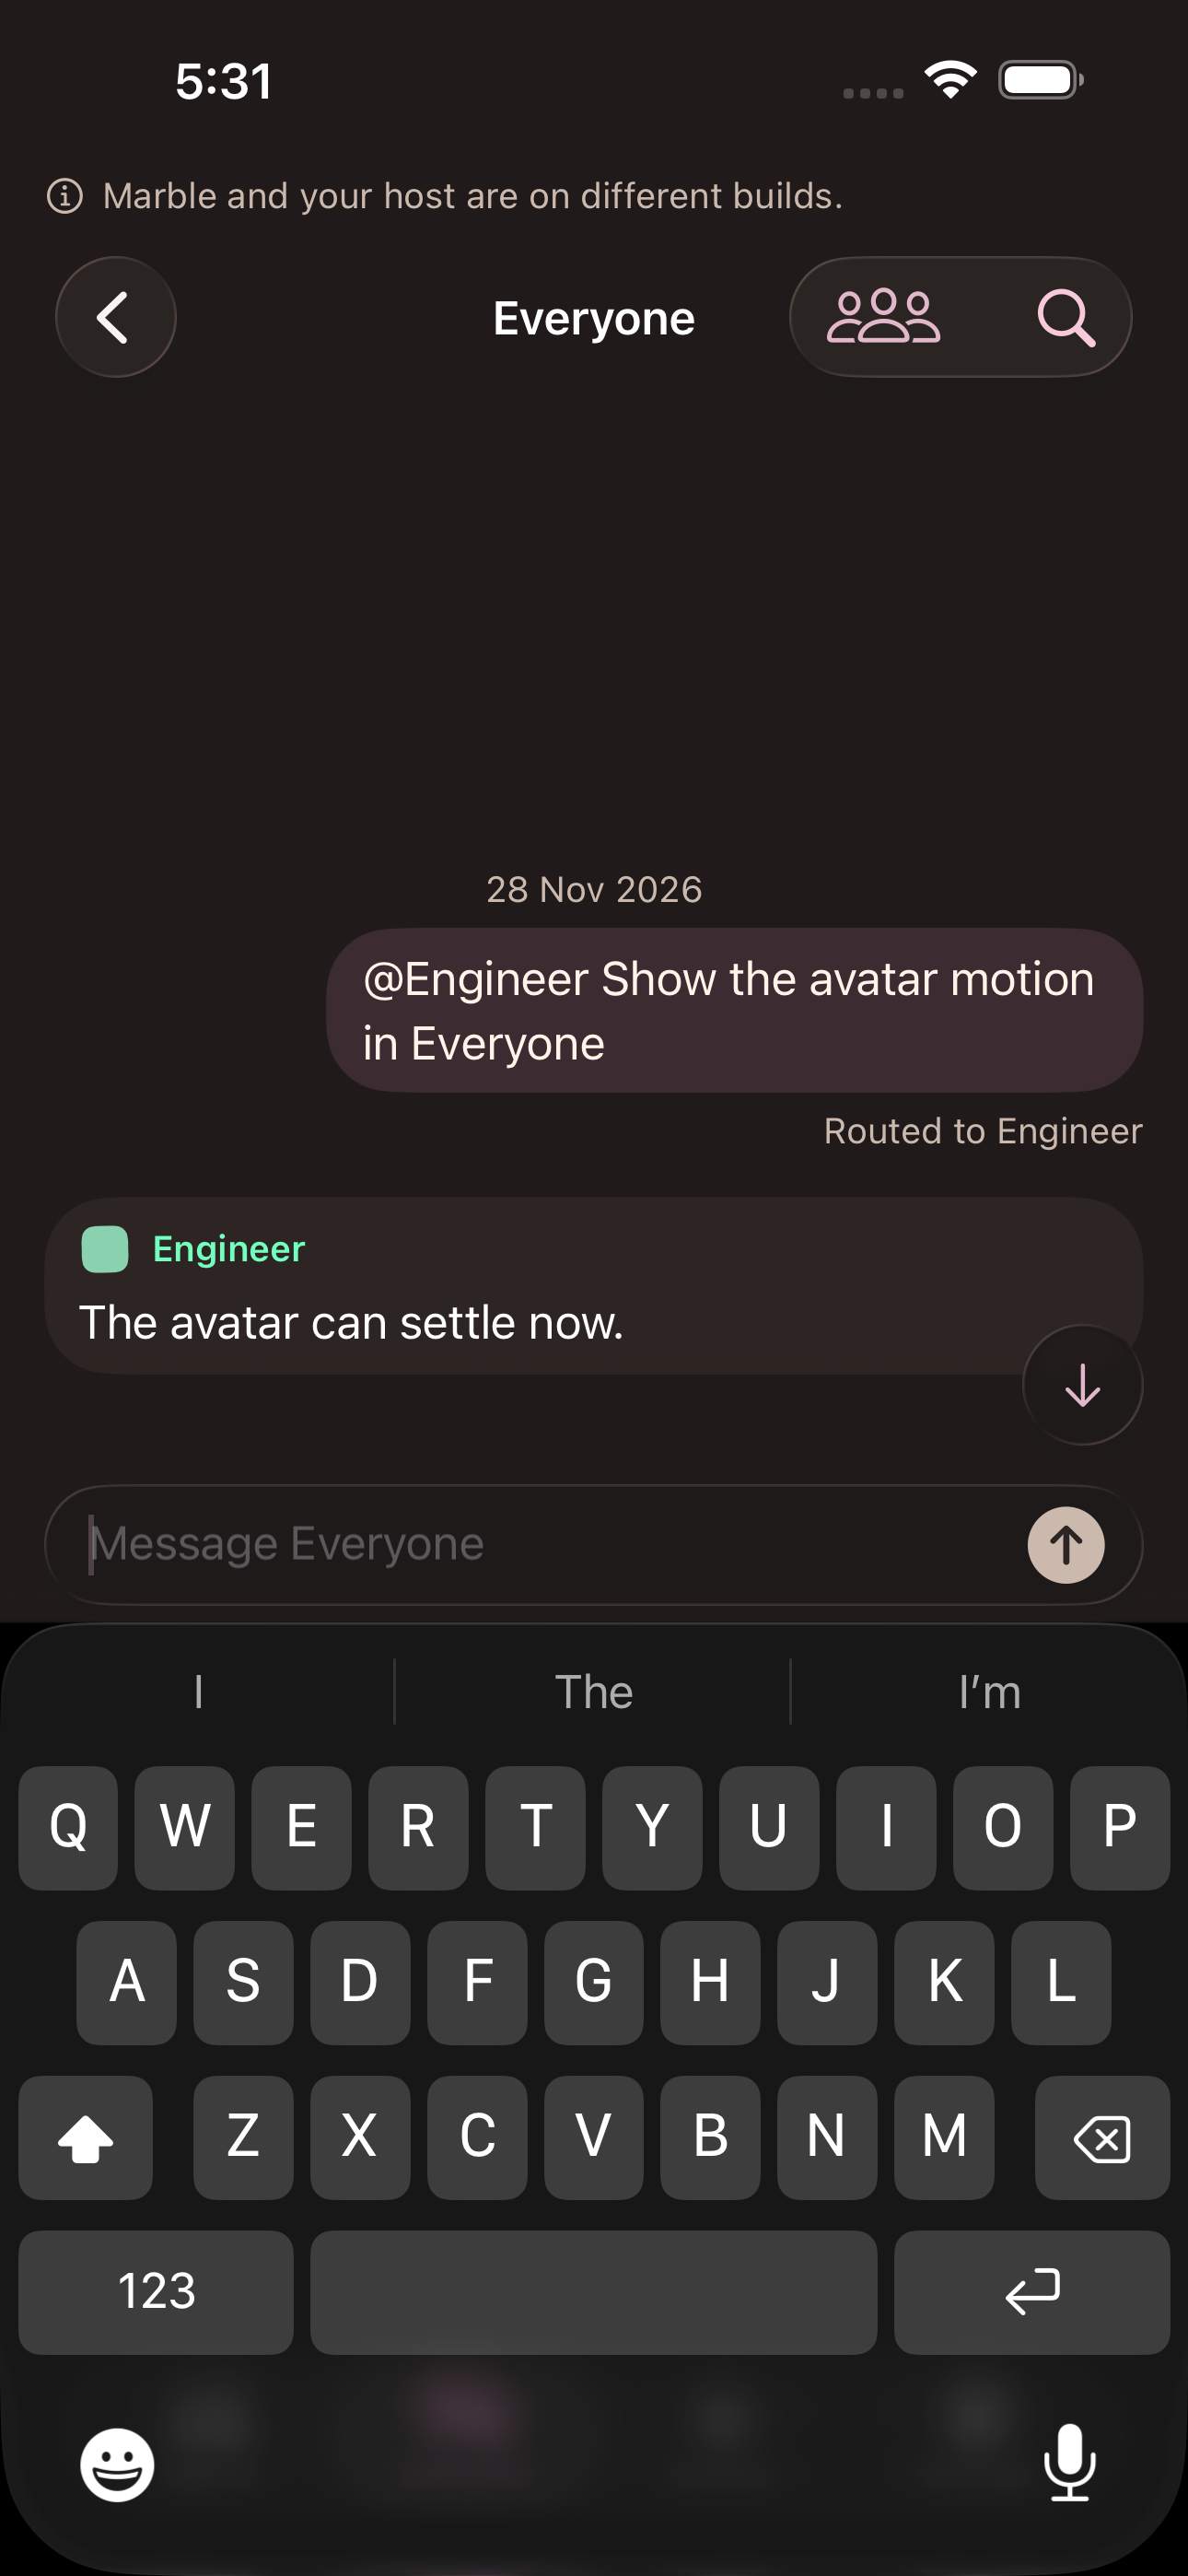 5:31
Marble and your host are on different builds.
Everyone
28 Nov 2026
@Engineer Show the avatar motion
in Everyone
Routed to Engineer
Engineer
The avatar can settle now.
Message Everyone
I The I’m
Q W E R T Y U I O P
A S D F G H J K L
Z X C V B N M
123